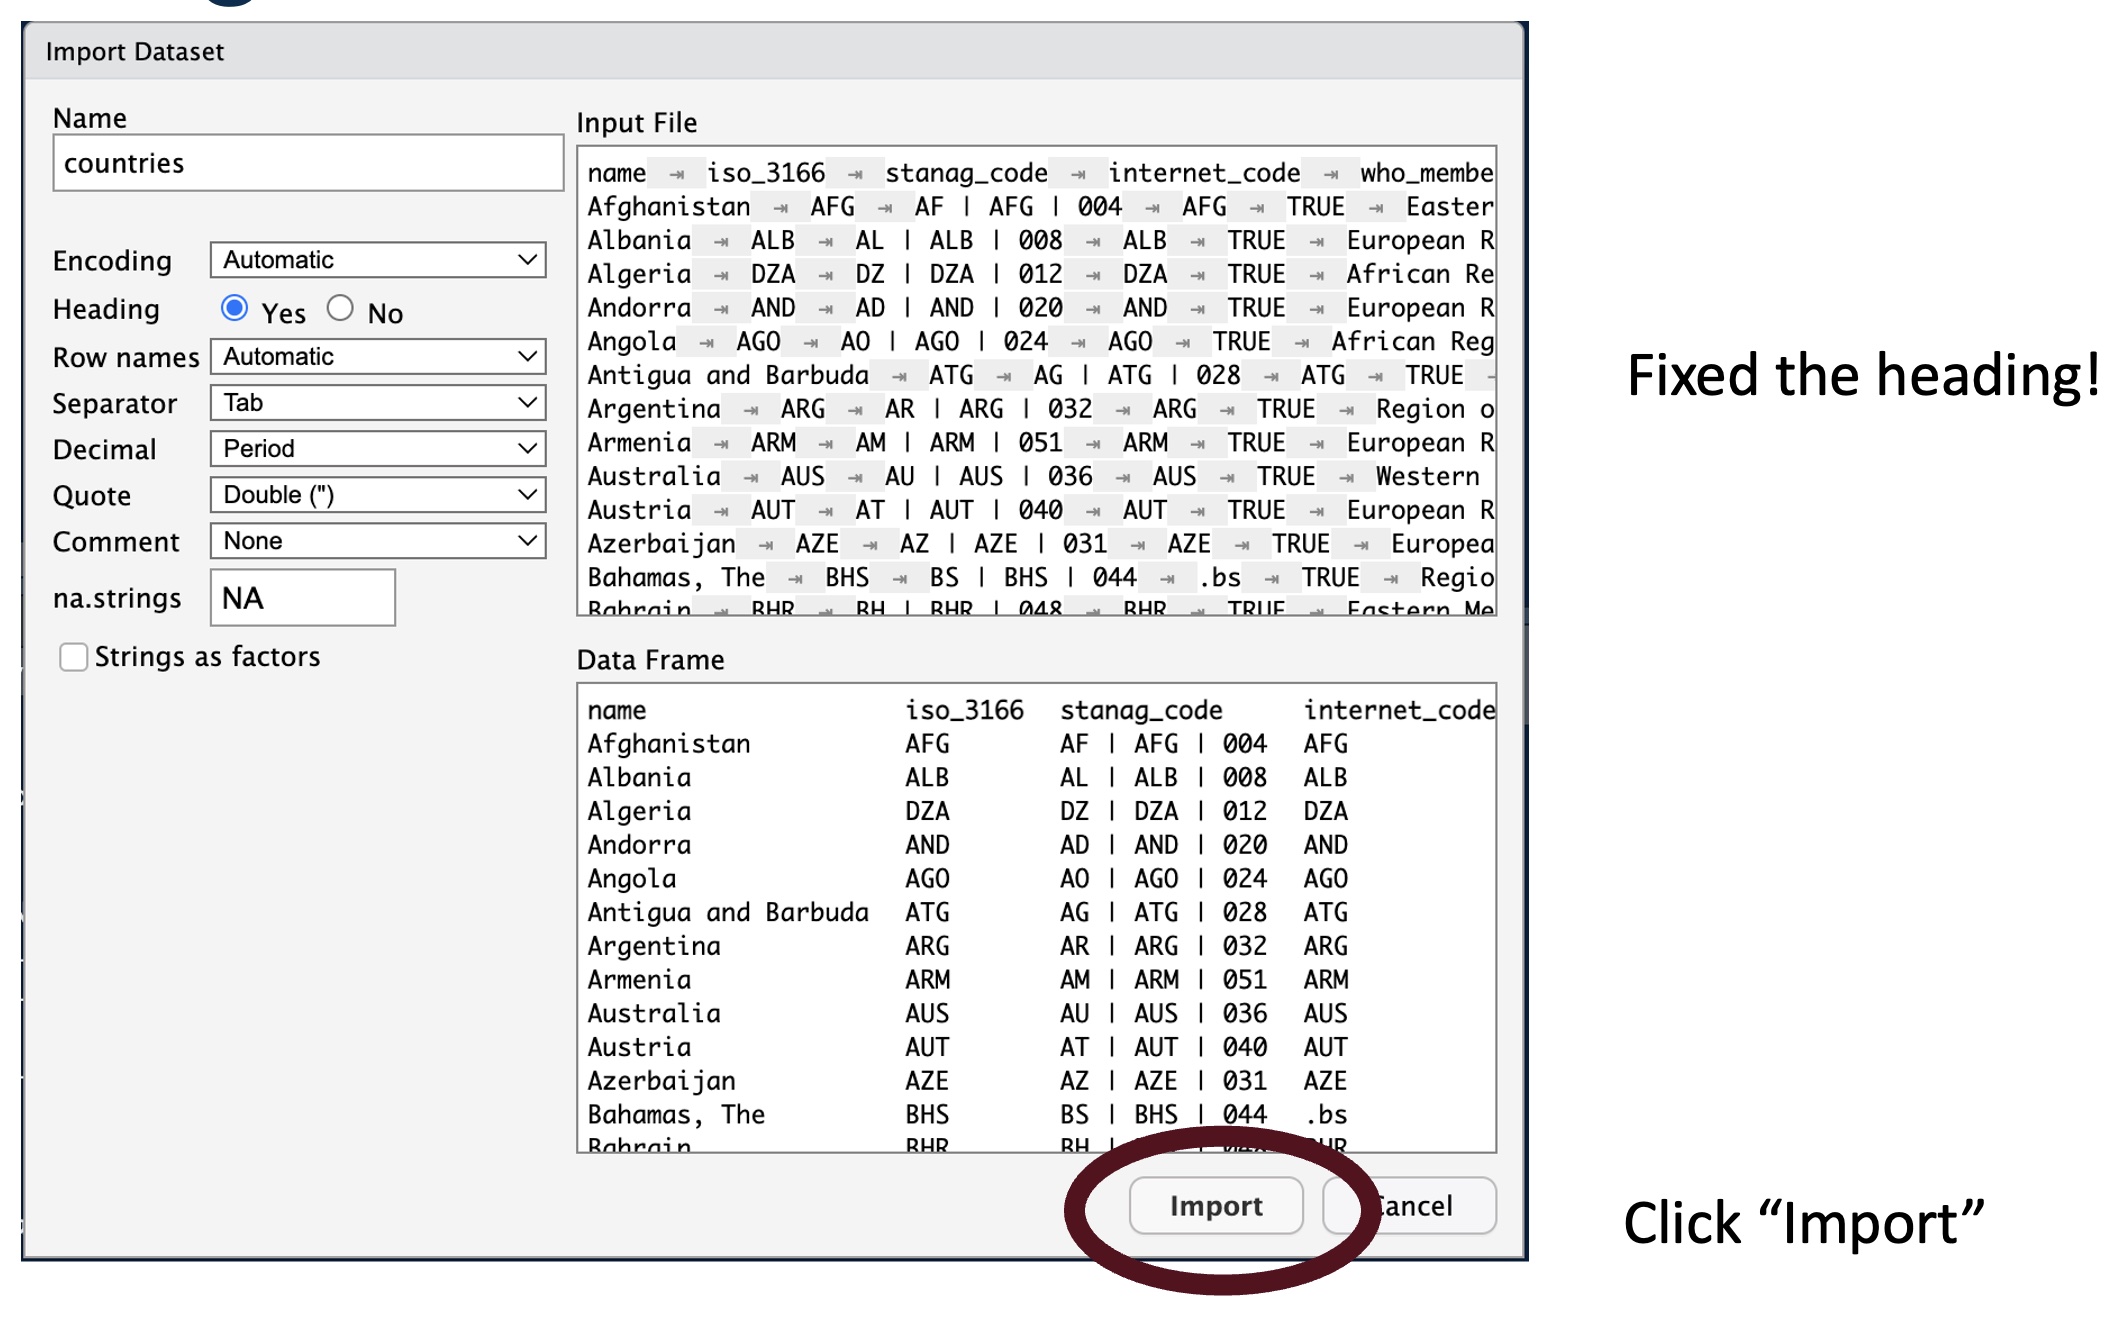 Import Dataset
Name
countries
Encoding Automatic
Heading Yes No
Row names Automatic
Separator Tab
Decimal Period
Quote Double (")
Comment None
na.strings NA
Strings as factors
Input File
name ⇥ iso_3166 ⇥ stanag_code ⇥ internet_code ⇥ who_membe
Afghanistan ⇥ AFG ⇥ AF | AFG | 004 ⇥ AFG ⇥ TRUE ⇥ Easter
Albania ⇥ ALB ⇥ AL | ALB | 008 ⇥ ALB ⇥ TRUE ⇥ European R
Algeria ⇥ DZA ⇥ DZ | DZA | 012 ⇥ DZA ⇥ TRUE ⇥ African Re
Andorra ⇥ AND ⇥ AD | AND | 020 ⇥ AND ⇥ TRUE ⇥ European R
Angola ⇥ AGO ⇥ AO | AGO | 024 ⇥ AGO ⇥ TRUE ⇥ African Reg
Antigua and Barbuda ⇥ ATG ⇥ AG | ATG | 028 ⇥ ATG ⇥ TRUE
Argentina ⇥ ARG ⇥ AR | ARG | 032 ⇥ ARG ⇥ TRUE ⇥ Region o
Armenia ⇥ ARM ⇥ AM | ARM | 051 ⇥ ARM ⇥ TRUE ⇥ European R
Australia ⇥ AUS ⇥ AU | AUS | 036 ⇥ AUS ⇥ TRUE ⇥ Western
Austria ⇥ AUT ⇥ AT | AUT | 040 ⇥ AUT ⇥ TRUE ⇥ European R
Azerbaijan ⇥ AZE ⇥ AZ | AZE | 031 ⇥ AZE ⇥ TRUE ⇥ Europea
Bahamas, The ⇥ BHS ⇥ BS | BHS | 044 ⇥ .bs ⇥ TRUE ⇥ Regio
Bahrain ⇥ BHR ⇥ BH | BHR | 048 ⇥ BHR ⇥ TRUE ⇥ Eastern Me
Data Frame
name iso_3166 stanag_code internet_code
Afghanistan AFG AF | AFG | 004 AFG
Albania ALB AL | ALB | 008 ALB
Algeria DZA DZ | DZA | 012 DZA
Andorra AND AD | AND | 020 AND
Angola AGO AO | AGO | 024 AGO
Antigua and Barbuda ATG AG | ATG | 028 ATG
Argentina ARG AR | ARG | 032 ARG
Armenia ARM AM | ARM | 051 ARM
Australia AUS AU | AUS | 036 AUS
Austria AUT AT | AUT | 040 AUT
Azerbaijan AZE AZ | AZE | 031 AZE
Bahamas, The BHS BS | BHS | 044 .bs
Bahrain BHR BH |
Import Cancel
Fixed the heading!
Click “Import”